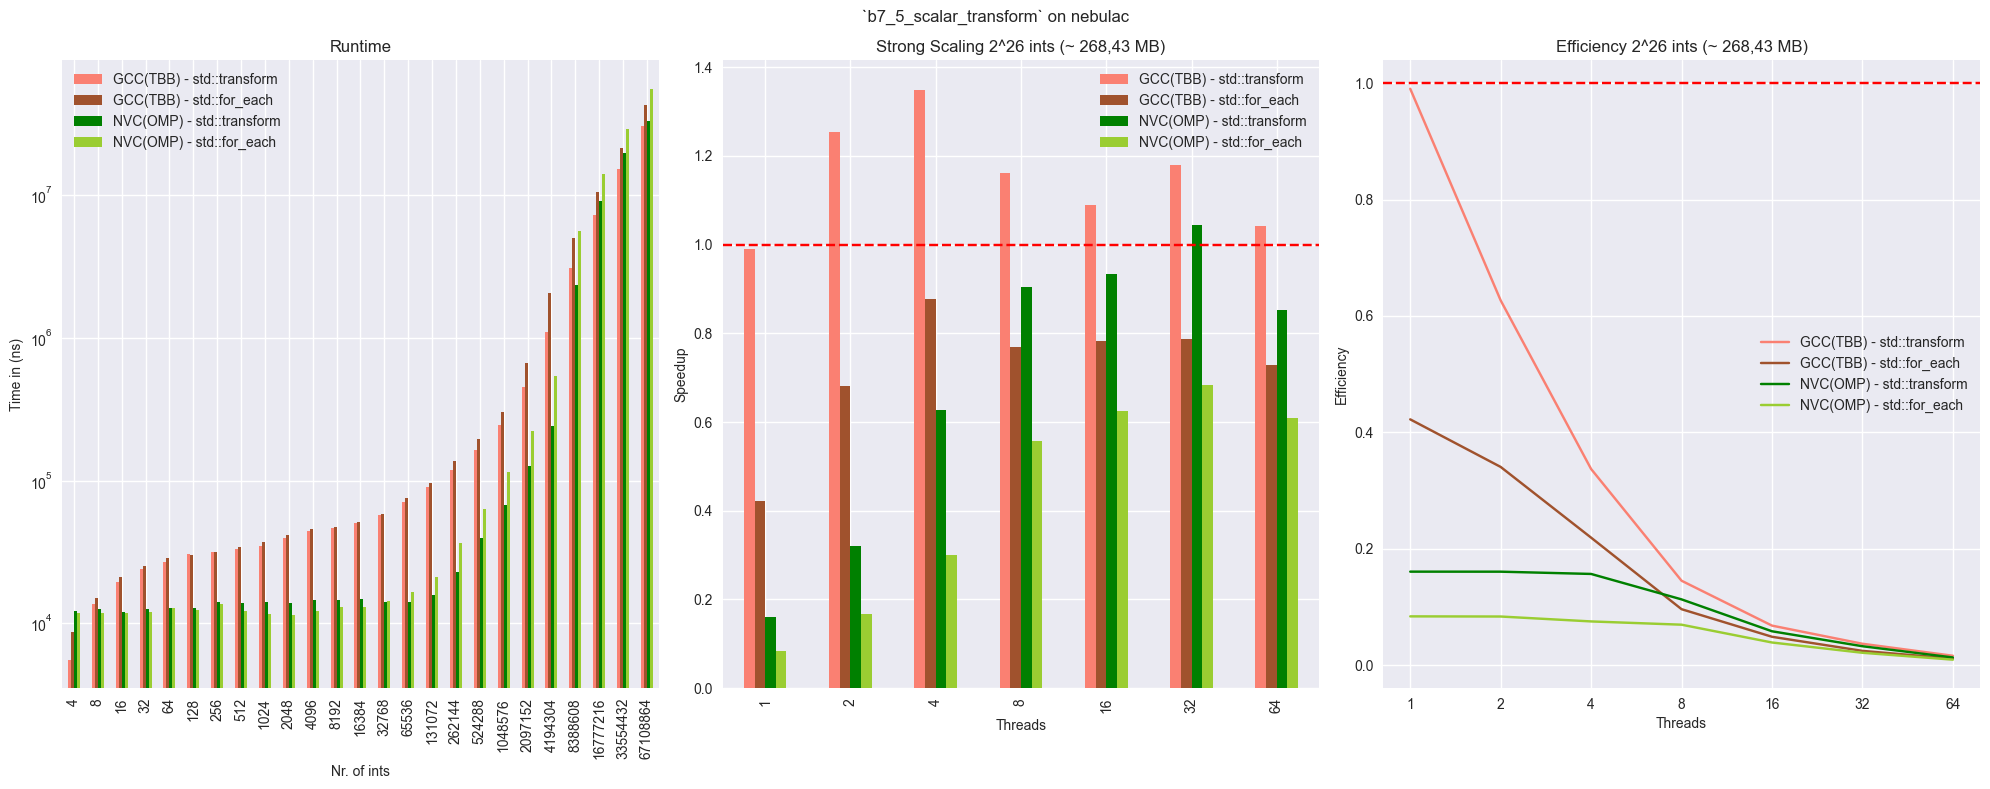 `b7_5_scalar_transform` on nebulac
Runtime
GCC(TBB) - std::transform
GCC(TBB) - std::for_each
NVC(OMP) - std::transform
NVC(OMP) - std::for_each
Time in (ns)
10^7
10^6
10^5
10^4
4
8
16
32
64
128
256
512
1024
2048
4096
8192
16384
32768
65536
131072
262144
524288
1048576
2097152
4194304
8388608
16777216
33554432
67108864
Nr. of ints
Strong Scaling 2^26 ints (~ 268,43 MB)
GCC(TBB) - std::transform
GCC(TBB) - std::for_each
NVC(OMP) - std::transform
NVC(OMP) - std::for_each
Speedup
1.4
1.2
1.0
0.8
0.6
0.4
0.2
0.0
1
2
4
8
16
32
64
Threads
Efficiency 2^26 ints (~ 268,43 MB)
Efficiency
1.0
0.8
0.6
0.4
0.2
0.0
GCC(TBB) - std::transform
GCC(TBB) - std::for_each
NVC(OMP) - std::transform
NVC(OMP) - std::for_each
1
2
4
8
16
32
64
Threads